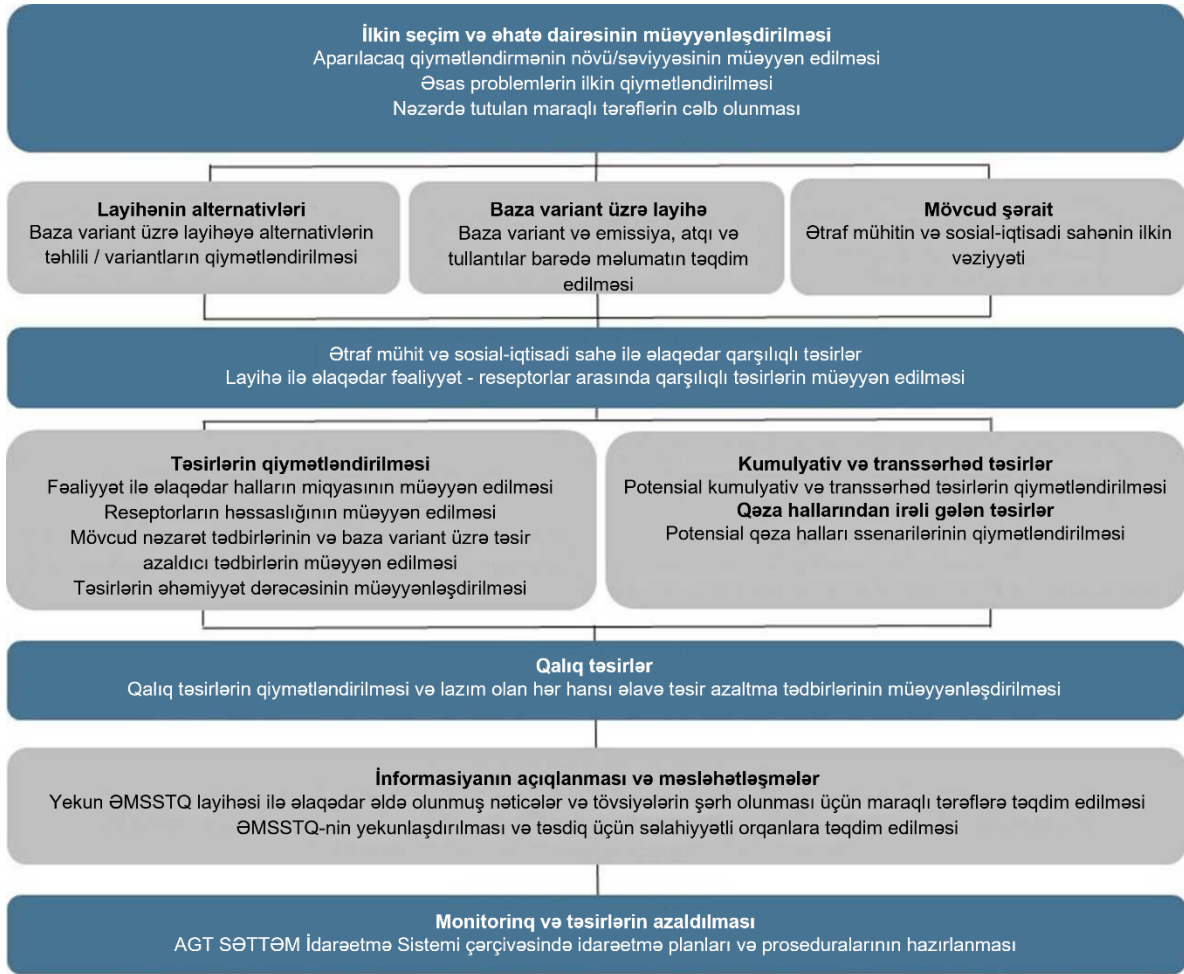 İlkin seçim və əhatə dairəsinin müəyyənləşdirilməsi
Aparılacaq qiymətləndirmənin növü/səviyyəsinin müəyyən edilməsi
Əsas problemlərin ilkin qiymətləndirilməsi
Nəzərdə tutulan maraqlı tərəflərin cəlb olunması
Layihənin alternativləri
Baza variant üzrə layihəyə alternativlərin
təhlili / variantların qiymətləndirilməsi
Baza variant üzrə layihə
Baza variant və emissiya, atqı və
tullantılar barədə məlumatın təqdim
edilməsi
Mövcud şərait
Ətraf mühitin və sosial-iqtisadi sahənin ilkin
vəziyyəti
Ətraf mühit və sosial-iqtisadi sahə ilə əlaqədar qarşılıqlı təsirlər
Layihə ilə əlaqədar fəaliyyət - reseptorlar arasında qarşılıqlı təsirlərin müəyyən edilməsi
Təsirlərin qiymətləndirilməsi
Fəaliyyət ilə əlaqədar halların miqyasının müəyyən edilməsi
Reseptorların həssaslığının müəyyən edilməsi
Mövcud nəzarət tədbirlərinin və baza variant üzrə təsir
azaldıcı tədbirlərin müəyyən edilməsi
Təsirlərin əhəmiyyət dərəcəsinin müəyyənləşdirilməsi
Kumulyativ və transsərhəd təsirlər
Potensial kumulyativ və transsərhəd təsirlərin qiymətləndirilməsi
Qəza hallarından irəli gələn təsirlər
Potensial qəza halları ssenarilərinin qiymətləndirilməsi
Qalıq təsirlər
Qalıq təsirlərin qiymətləndirilməsi və lazım olan hər hansı əlavə təsir azaltma tədbirlərinin müəyyənləşdirilməsi
İnformasiyanın açıqlanması və məsləhətləşmələr
Yekun ƏMSSTQ layihəsi ilə əlaqədar əldə olunmuş nəticələr və tövsiyələrin şərh olunması üçün maraqlı tərəflərə təqdim edilməsi
ƏMSSTQ-nin yekunlaşdırılması və təsdiq üçün səlahiyyətli orqanlara təqdim edilməsi
Monitorinq və təsirlərin azaldılması
AGT SƏTTƏM İdarəetmə Sistemi çərçivəsində idarəetmə planları və proseduralarının hazırlanması